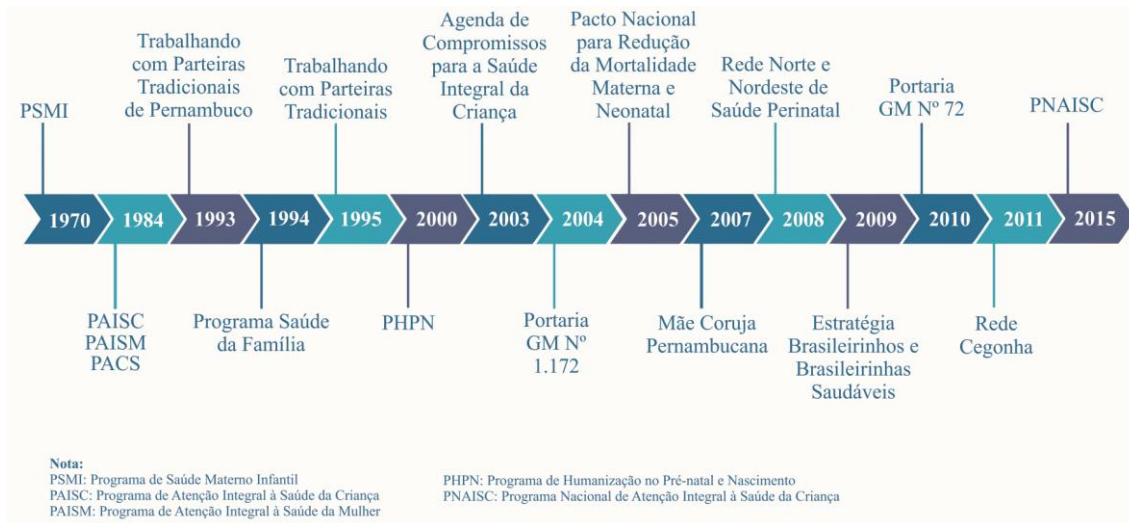 PSMI
Trabalhando
com Parteiras
Tradicionais
de Pernambuco
Trabalhando
com Parteiras
Tradicionais
Agenda de
Compromissos
para a Saúde
Integral da
Criança
Pacto Nacional
para Redução
da Mortalidade
Materna e
Neonatal
Rede Norte e
Nordeste de
Saúde Perinatal
Portaria
GM Nº 72
PNAISC
1970 1984 1993 1994 1995 2000 2003 2004 2005 2007 2008 2009 2010 2011 2015
PAISC
PAISM
PACS
Programa Saúde
da Família
PHPN
Portaria
GM Nº
1.172
Mãe Coruja
Pernambucana
Estratégia
Brasileirinhos e
Brasileirinhas
Saudáveis
Rede
Cegonha
Nota:
PSMI: Programa de Saúde Materno Infantil
PAISC: Programa de Atenção Integral à Saúde da Criança
PAISM: Programa de Atenção Integral à Saúde da Mulher
PHPN: Programa de Humanização no Pré-natal e Nascimento
PNAISC: Programa Nacional de Atenção Integral à Saúde da Criança